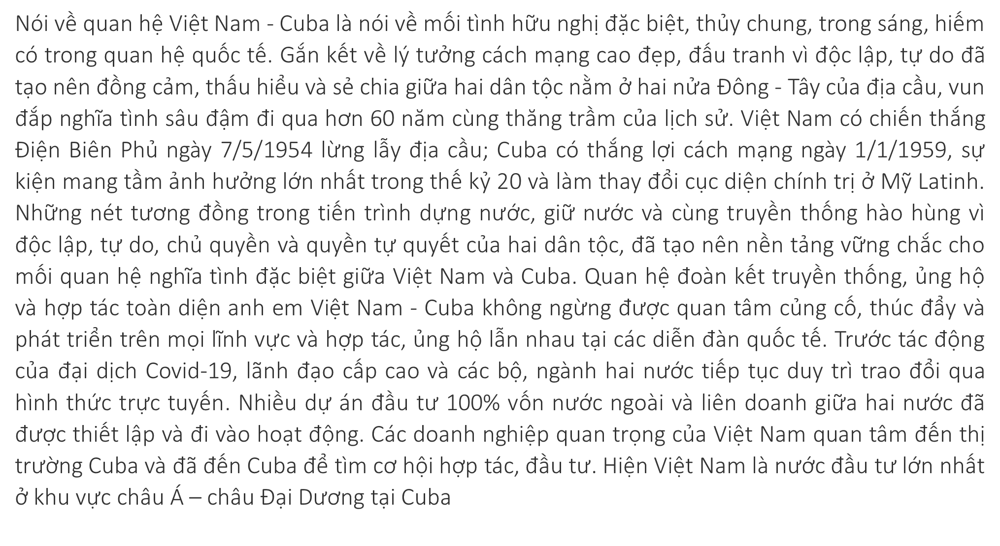 Nói về quan hệ Việt Nam - Cuba là nói về mối tình hữu nghị đặc biệt, thủy chung, trong sáng, hiếm
có trong quan hệ quốc tế. Gắn kết về lý tưởng cách mạng cao đẹp, đấu tranh vì độc lập, tự do đã
tạo nên đồng cảm, thấu hiểu và sẻ chia giữa hai dân tộc nằm ở hai nửa Đông - Tây của địa cầu, vun
đắp nghĩa tình sâu đậm đi qua hơn 60 năm cùng thăng trầm của lịch sử. Việt Nam có chiến thắng
Điện Biên Phủ ngày 7/5/1954 lừng lẫy địa cầu; Cuba có thắng lợi cách mạng ngày 1/1/1959, sự
kiện mang tầm ảnh hưởng lớn nhất trong thế kỷ 20 và làm thay đổi cục diện chính trị ở Mỹ Latinh.
Những nét tương đồng trong tiến trình dựng nước, giữ nước và cùng truyền thống hào hùng vì
độc lập, tự do, chủ quyền và quyền tự quyết của hai dân tộc, đã tạo nên nền tảng vững chắc cho
mối quan hệ nghĩa tình đặc biệt giữa Việt Nam và Cuba. Quan hệ đoàn kết truyền thống, ủng hộ
và hợp tác toàn diện anh em Việt Nam - Cuba không ngừng được quan tâm củng cố, thúc đẩy và
phát triển trên mọi lĩnh vực và hợp tác, ủng hộ lẫn nhau tại các diễn đàn quốc tế. Trước tác động
của đại dịch Covid-19, lãnh đạo cấp cao và các bộ, ngành hai nước tiếp tục duy trì trao đổi qua
hình thức trực tuyến. Nhiều dự án đầu tư 100% vốn nước ngoài và liên doanh giữa hai nước đã
được thiết lập và đi vào hoạt động. Các doanh nghiệp quan trọng của Việt Nam quan tâm đến thị
trường Cuba và đã đến Cuba để tìm cơ hội hợp tác, đầu tư. Hiện Việt Nam là nước đầu tư lớn nhất
ở khu vực châu Á – châu Đại Dương tại Cuba